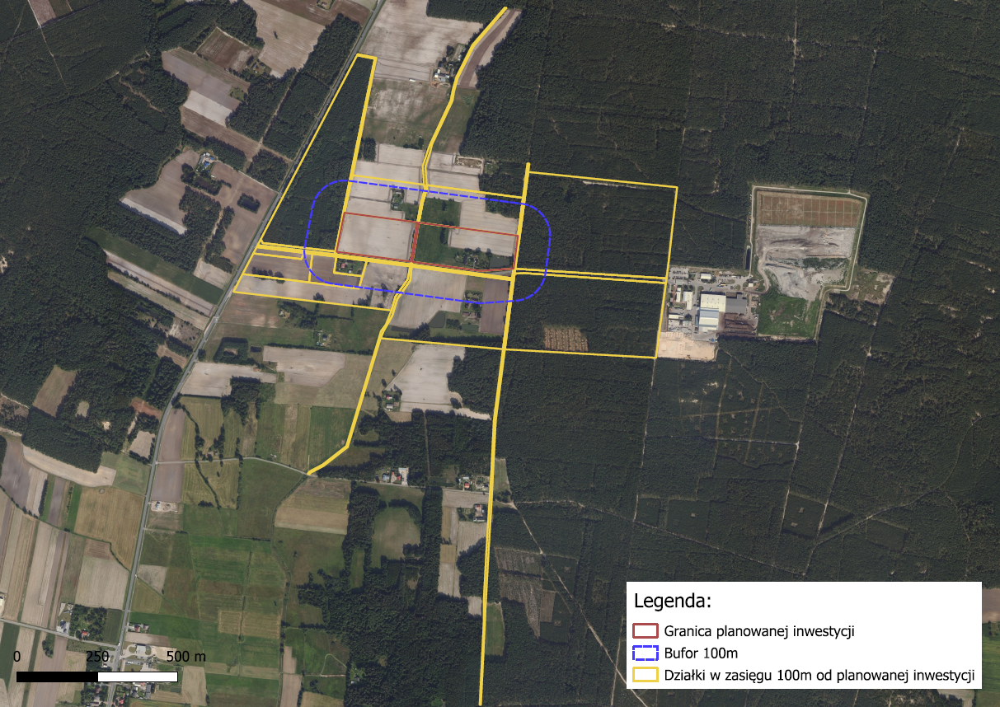 Legenda:
Granica planowanej inwestycji
Bufor 100m
Działki w zasięgu 100m od planowanej inwestycji
0 250 500 m